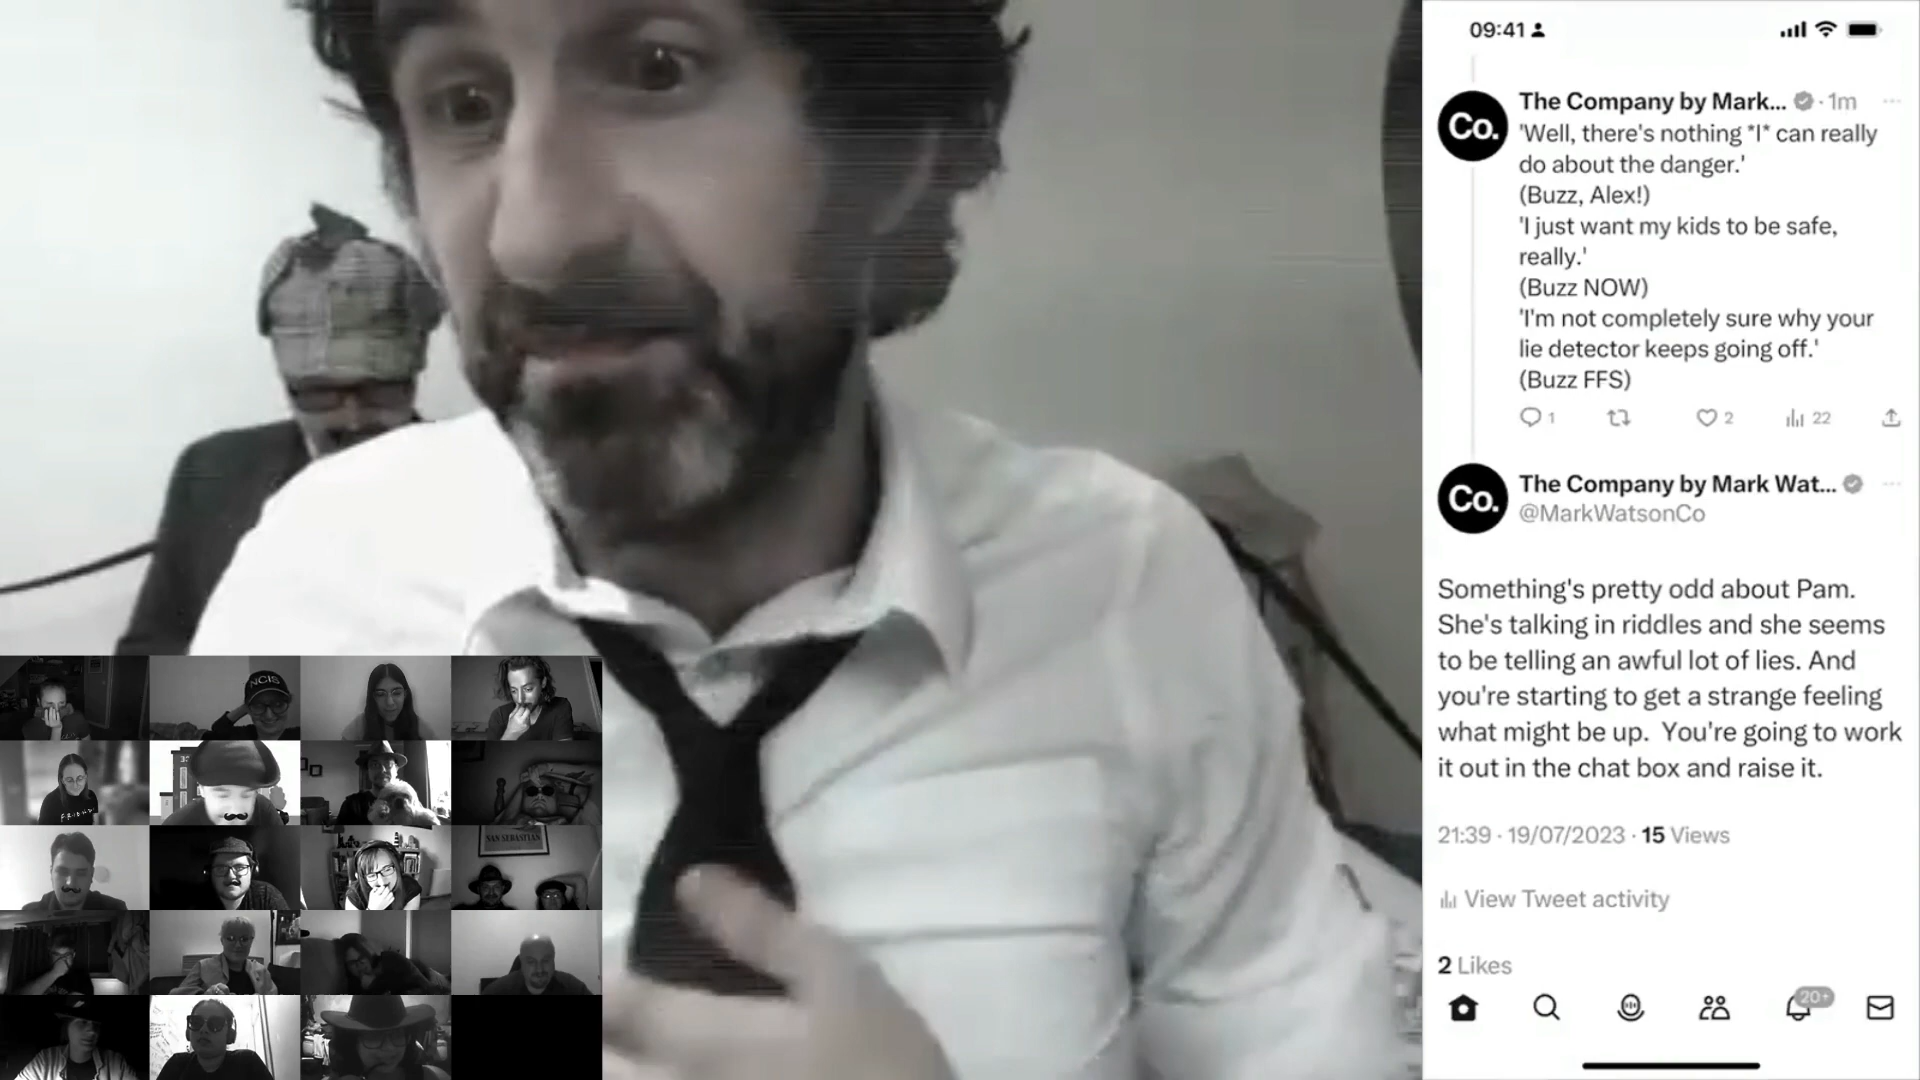 09:41
The Company by Mark... · 1m
Co.
'Well, there's nothing *I* can really
do about the danger.'
(Buzz, Alex!)
'I just want my kids to be safe,
really.'
(Buzz NOW)
'I'm not completely sure why your
lie detector keeps going off.'
(Buzz FFS)
1
2
22
The Company by Mark Wat...
Co.
@MarkWatsonCo
Something's pretty odd about Pam.
She's talking in riddles and she seems
to be telling an awful lot of lies. And
you're starting to get a strange feeling
what might be up. You're going to work
it out in the chat box and raise it.
21:39 · 19/07/2023 · 15 Views
View Tweet activity
2 Likes
20+
NCIS
FRIENDS
SAN SEBASTIAN